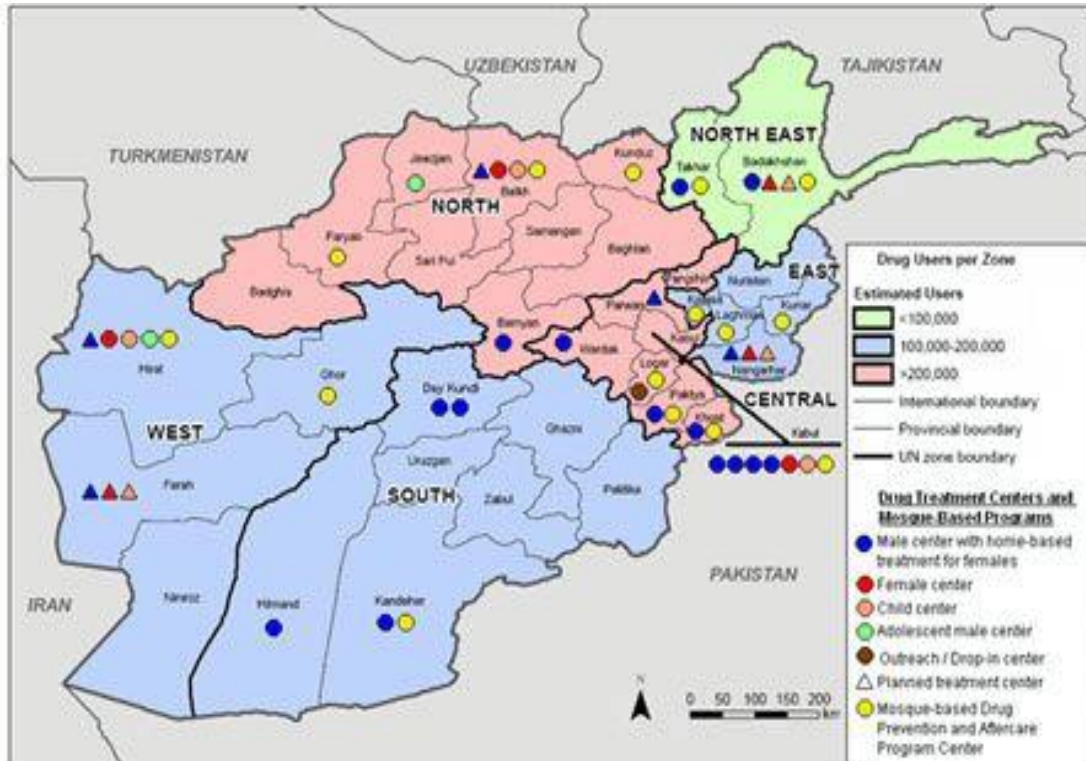 UZBEKISTAN
TAJIKISTAN
TURKMENISTAN
NORTH EAST
Takhar
Badakhshan
Kunduz
Jawzjan
Balkh
NORTH
Samangan
Faryab
Sari Pul
Baghlan
Badghis
EAST
Nuristan
Panjshir
Parwan
Kapisa
Kunar
Laghman
Bamyan
Wardak
Kabul
Nangarhar
Logar
Hirat
Ghor
Day Kundi
Paktya
Khost
CENTRAL
Kabul
WEST
Ghazni
Uruzgan
Farah
SOUTH
Zabul
Paktika
PAKISTAN
IRAN
Nimroz
Hilmand
Kandahar
N
0 50 100 150 200
km
Drug Users per Zone
Estimated Users
<100,000
100,000-200,000
>200,000
International boundary
Provincial boundary
UN zone boundary
Drug Treatment Centers and
Mosque-Based Programs
Male center with home-based
treatment for females
Female center
Child center
Adolescent male center
Outreach / Drop-in center
Planned treatment center
Mosque-based Drug
Prevention and Aftercare
Program Center